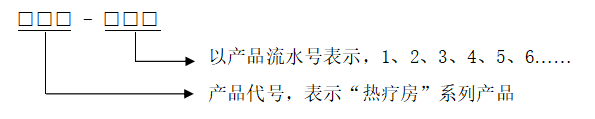 □□□ - □□□
以产品流水号表示，1、2、3、4、5、6……
产品代号，表示“热疗房”系列产品